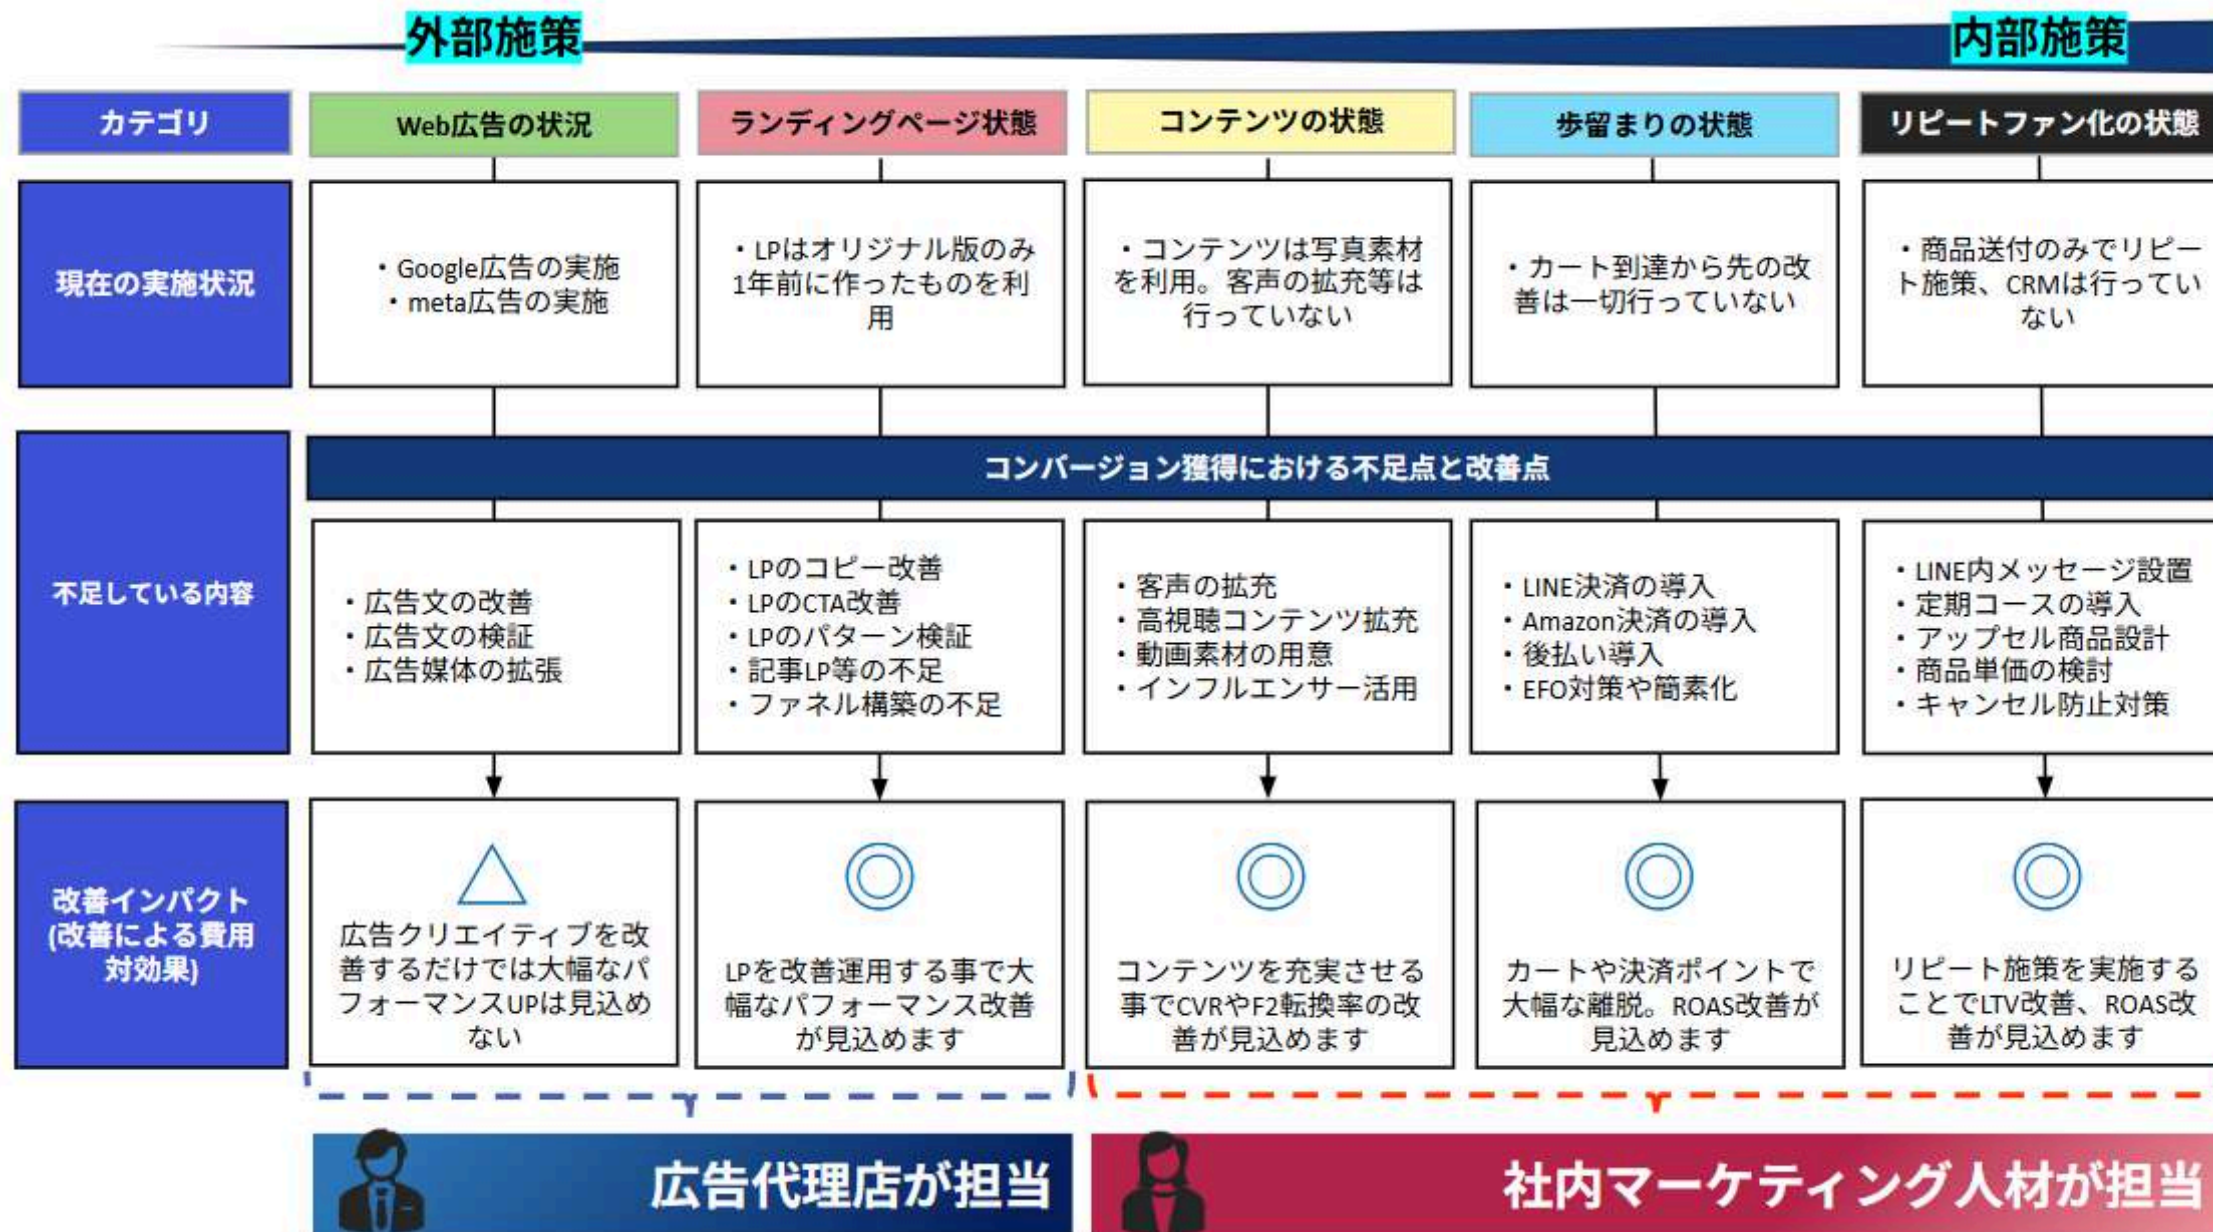 外部施策
内部施策
カテゴリ
Web広告の状況
ランディングページ状態
コンテンツの状態
歩留まりの状態
リピートファン化の状態
現在の実施状況
・Google広告の実施
・meta広告の実施
・LPはオリジナル版のみ
1年前に作ったものを利
用
・コンテンツは写真素材
を利用。客声の拡充等は
行っていない
・カート到達から先の改
善は一切行っていない
・商品送付のみでリピー
ト施策、CRMは行ってい
ない
コンバージョン獲得における不足点と改善点
不足している内容
・広告文の改善
・広告文の検証
・広告媒体の拡張
・LPのコピー改善
・LPのCTA改善
・LPのパターン検証
・記事LP等の不足
・ファネル構築の不足
・客声の拡充
・高視聴コンテンツ拡充
・動画素材の用意
・インフルエンサー活用
・LINE決済の導入
・Amazon決済の導入
・後払い導入
・EFO対策や簡素化
・LINE内メッセージ設置
・定期コースの導入
・アップセル商品設計
・商品単価の検討
・キャンセル防止対策
改善インパクト
(改善による費用
対効果)
広告クリエイティブを改
善するだけでは大幅なパ
フォーマンスUPは見込め
ない
LPを改善運用する事で大
幅なパフォーマンス改善
が見込めます
コンテンツを充実させる
事でCVRやF2転換率の改
善が見込めます
カートや決済ポイントで
大幅な離脱。ROAS改善が
見込めます
リピート施策を実施する
ことでLTV改善、ROAS改
善が見込めます
広告代理店が担当
社内マーケティング人材が担当